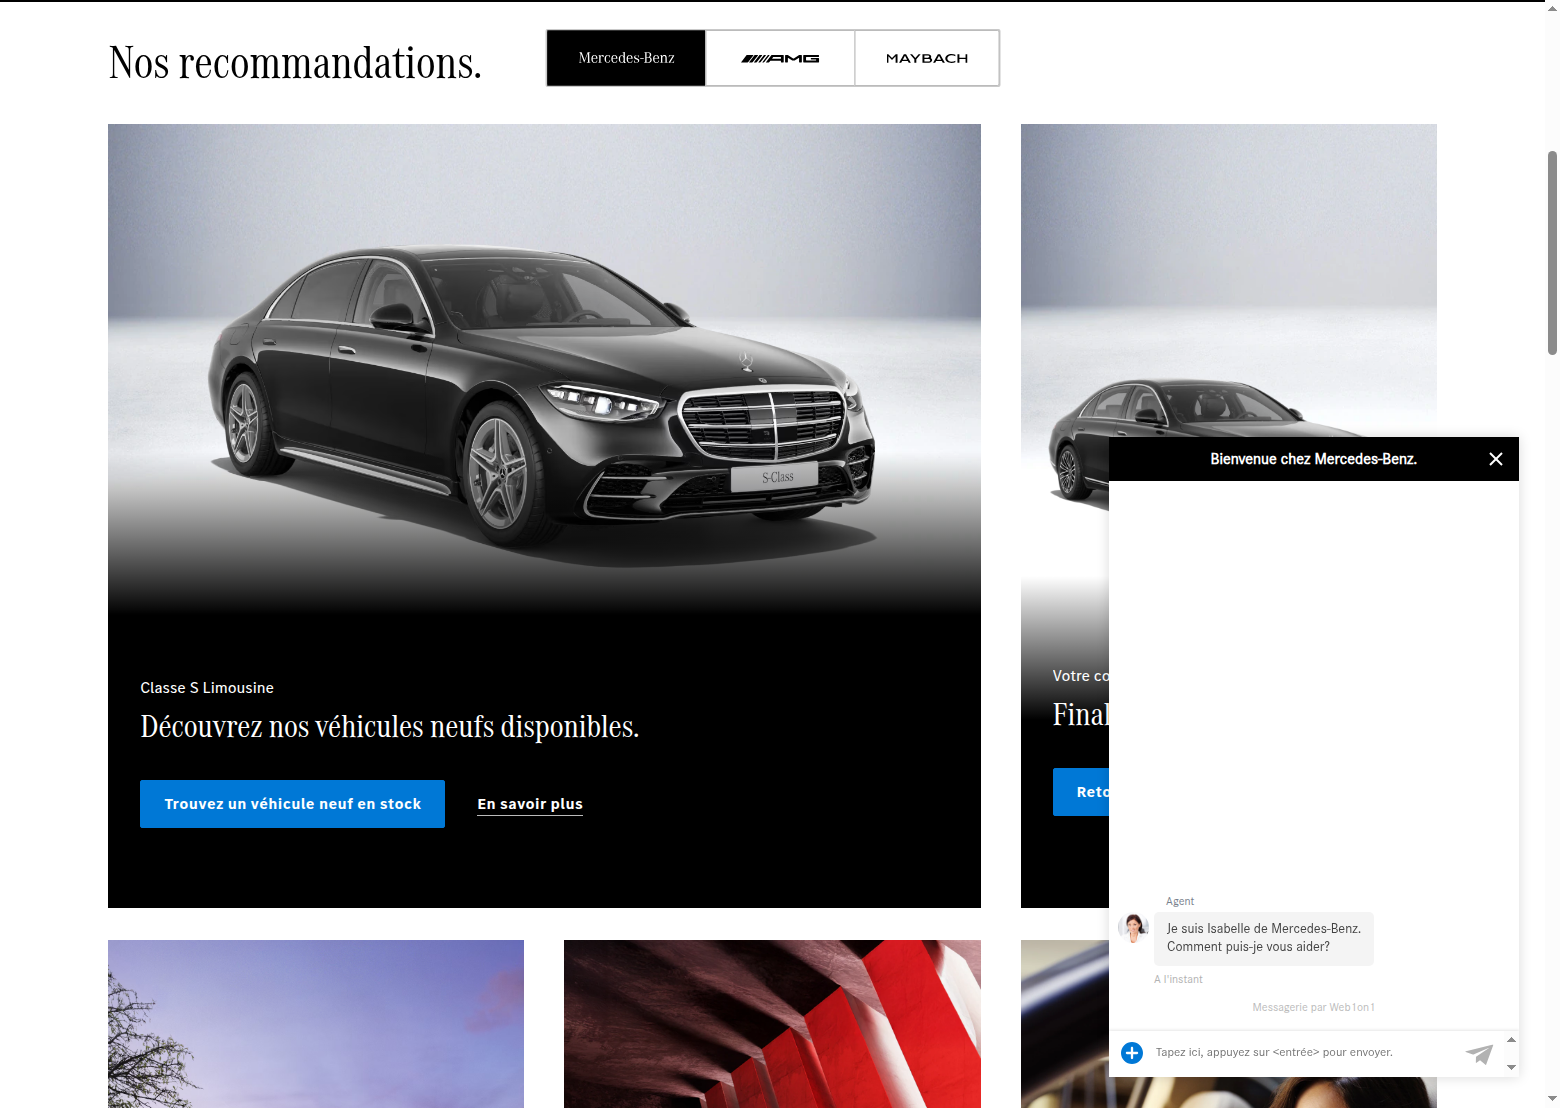 Nos recommandations.
Mercedes-Benz
AMG
MAYBACH
S-Class
Classe S Limousine
Découvrez nos véhicules neufs disponibles.
Trouvez un véhicule neuf en stock
En savoir plus
Votre co
Final
Reto
Bienvenue chez Mercedes-Benz.
Agent
Je suis Isabelle de Mercedes-Benz.
Comment puis-je vous aider?
A l'instant
Messagerie par Web1on1
Tapez ici, appuyez sur <entrée> pour envoyer.